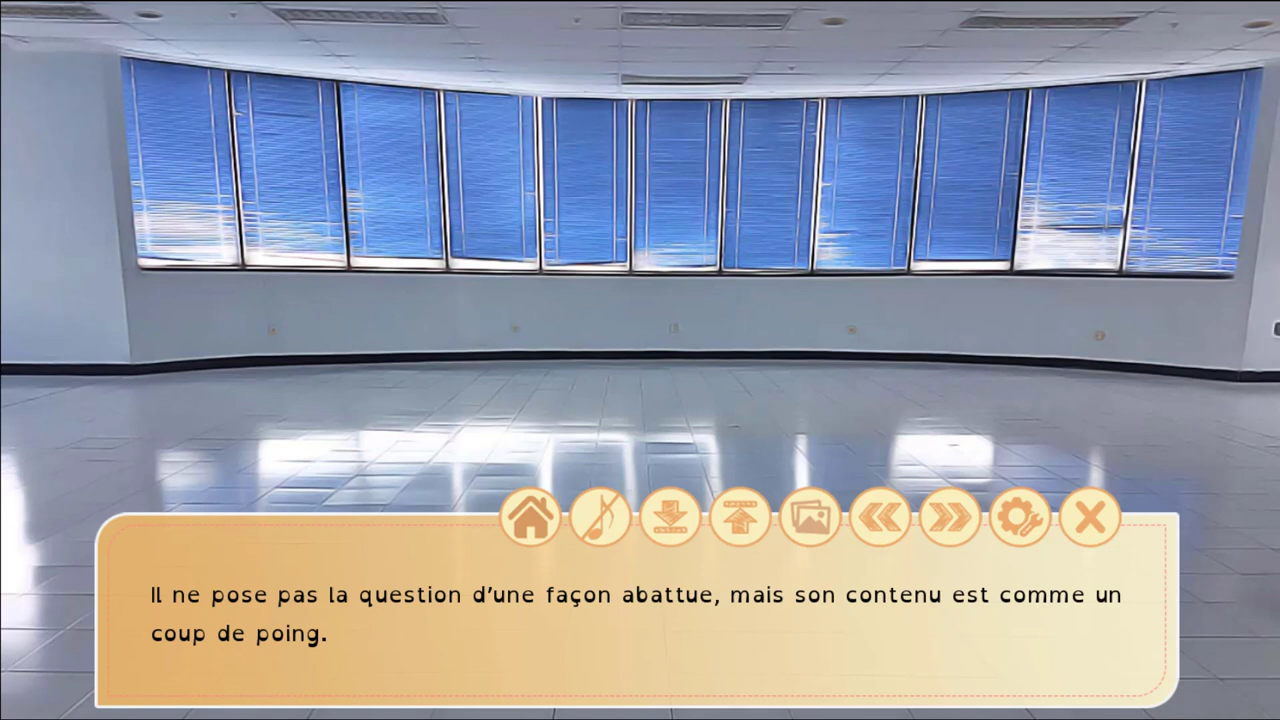 Il ne pose pas la question d'une façon abattue, mais son contenu est comme un
coup de poing.